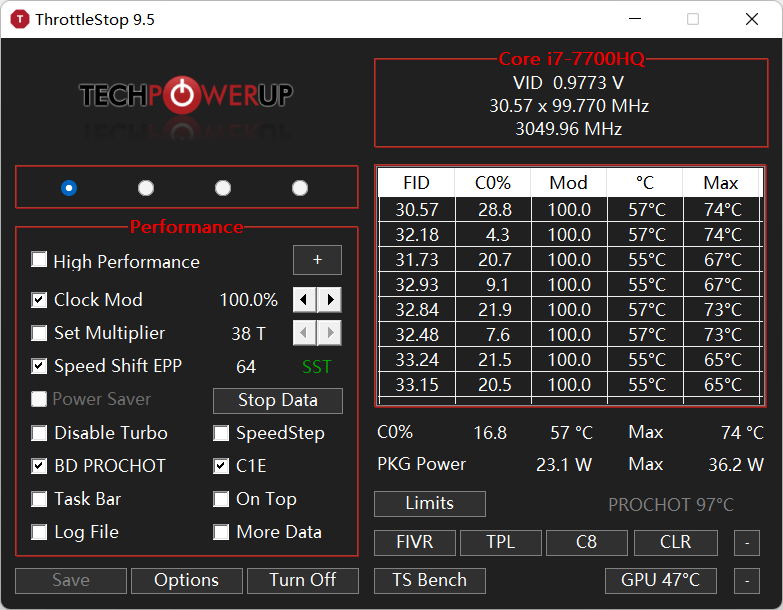 ThrottleStop 9.5
TECHPOWERUP
Core i7-7700HQ
VID 0.9773 V
30.57 x 99.770 MHz
3049.96 MHz
Performance
High Performance +
Clock Mod 100.0%
Set Multiplier 38 T
Speed Shift EPP 64 SST
Power Saver Stop Data
Disable Turbo SpeedStep
BD PROCHOT C1E
Task Bar On Top
Log File More Data
Save Options Turn Off
FID C0% Mod °C Max
30.57 28.8 100.0 57°C 74°C
32.18 4.3 100.0 57°C 74°C
31.73 20.7 100.0 55°C 67°C
32.93 9.1 100.0 55°C 67°C
32.84 21.9 100.0 57°C 73°C
32.48 7.6 100.0 57°C 73°C
33.24 21.5 100.0 55°C 65°C
33.15 20.5 100.0 55°C 65°C
C0% 16.8 57 °C Max 74 °C
PKG Power 23.1 W Max 36.2 W
Limits PROCHOT 97°C
FIVR TPL C8 CLR -
TS Bench GPU 47°C -